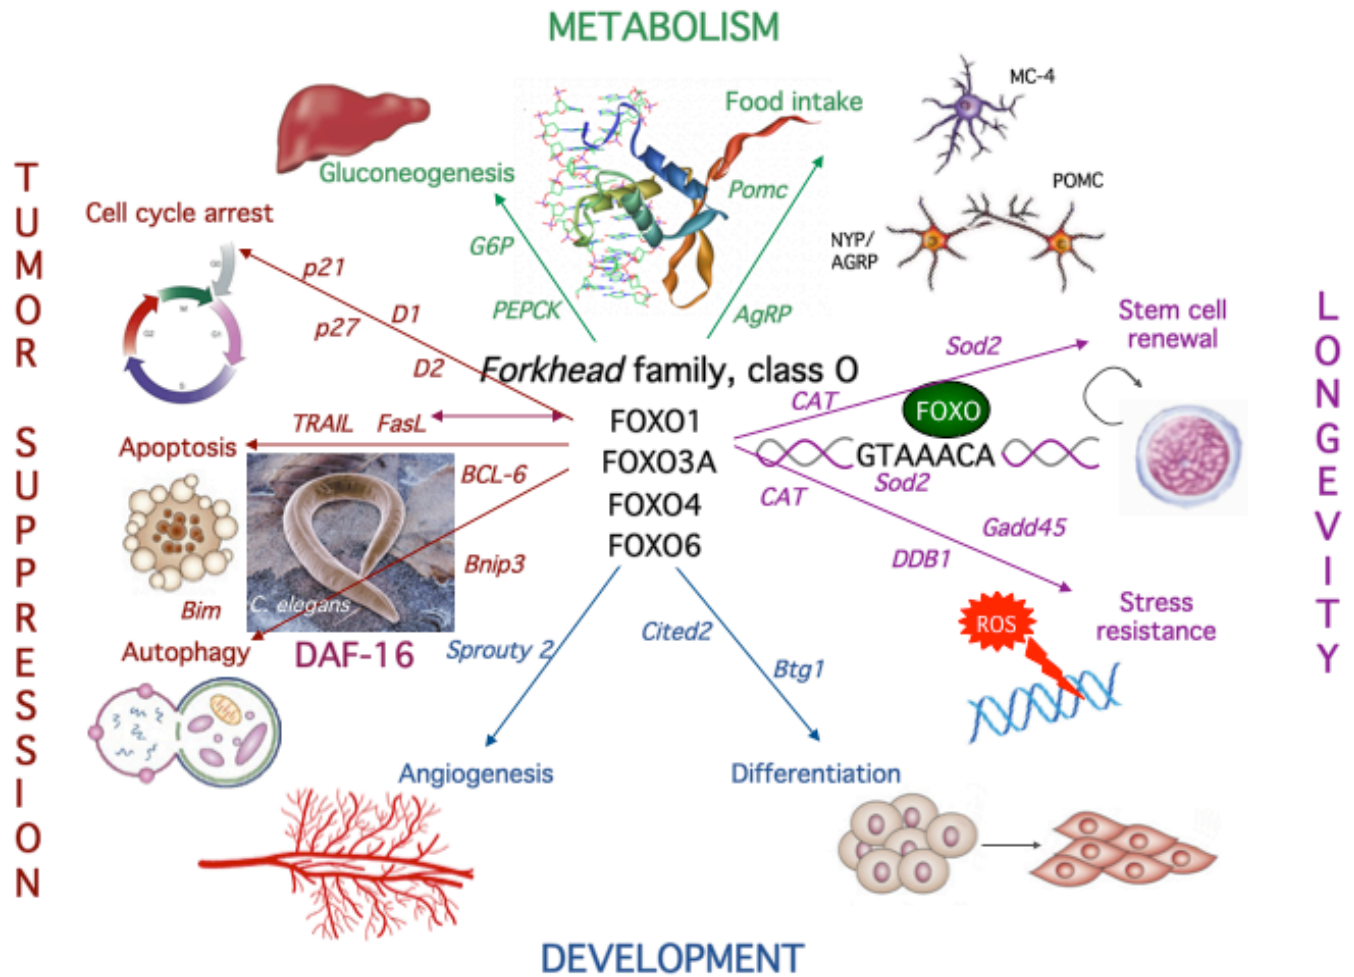 METABOLISM
Food intake
MC-4
Gluconeogenesis
Pomc
POMC
NYP/
AGRP
G6P
PEPCK
AgRP
TUMOR SUPPRESSION
Cell cycle arrest
p21
p27
D1
D2
G0
M
G1
G2
S
Forkhead family, class O
FOXO1
FOXO3A
FOXO4
FOXO6
TRAIL
FasL
Apoptosis
BCL-6
Bnip3
Bim
C. elegans
DAF-16
Autophagy
LONGEVITY
Stem cell
renewal
Sod2
CAT
FOXO
GTAAACA
Sod2
CAT
Gadd45
DDB1
Stress
resistance
ROS
Sprouty 2
Cited2
Btg1
Angiogenesis
Differentiation
DEVELOPMENT